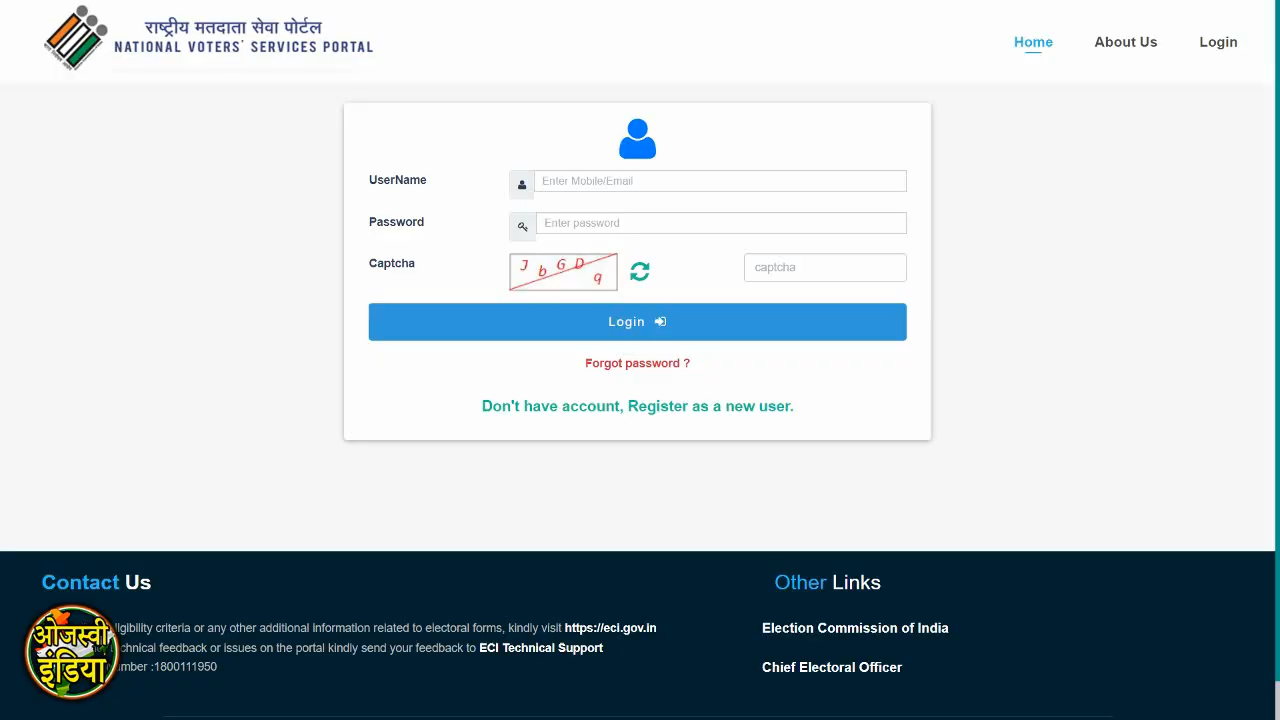 राष्ट्रीय मतदाता सेवा पोर्टल
NATIONAL VOTERS' SERVICES PORTAL
Home About Us Login
UserName Enter Mobile/Email
Password Enter password
Captcha J b G D q captcha
Login
Forgot password ?
Don't have account, Register as a new user.
Contact Us Other Links
criteria or any other additional information related to electoral forms, kindly visit https://eci.gov.in
Election Commission of India
feedback or issues on the portal kindly send your feedback to ECI Technical Support
:1800111950
Chief Electoral Officer
ओजस्वी
इंडिया